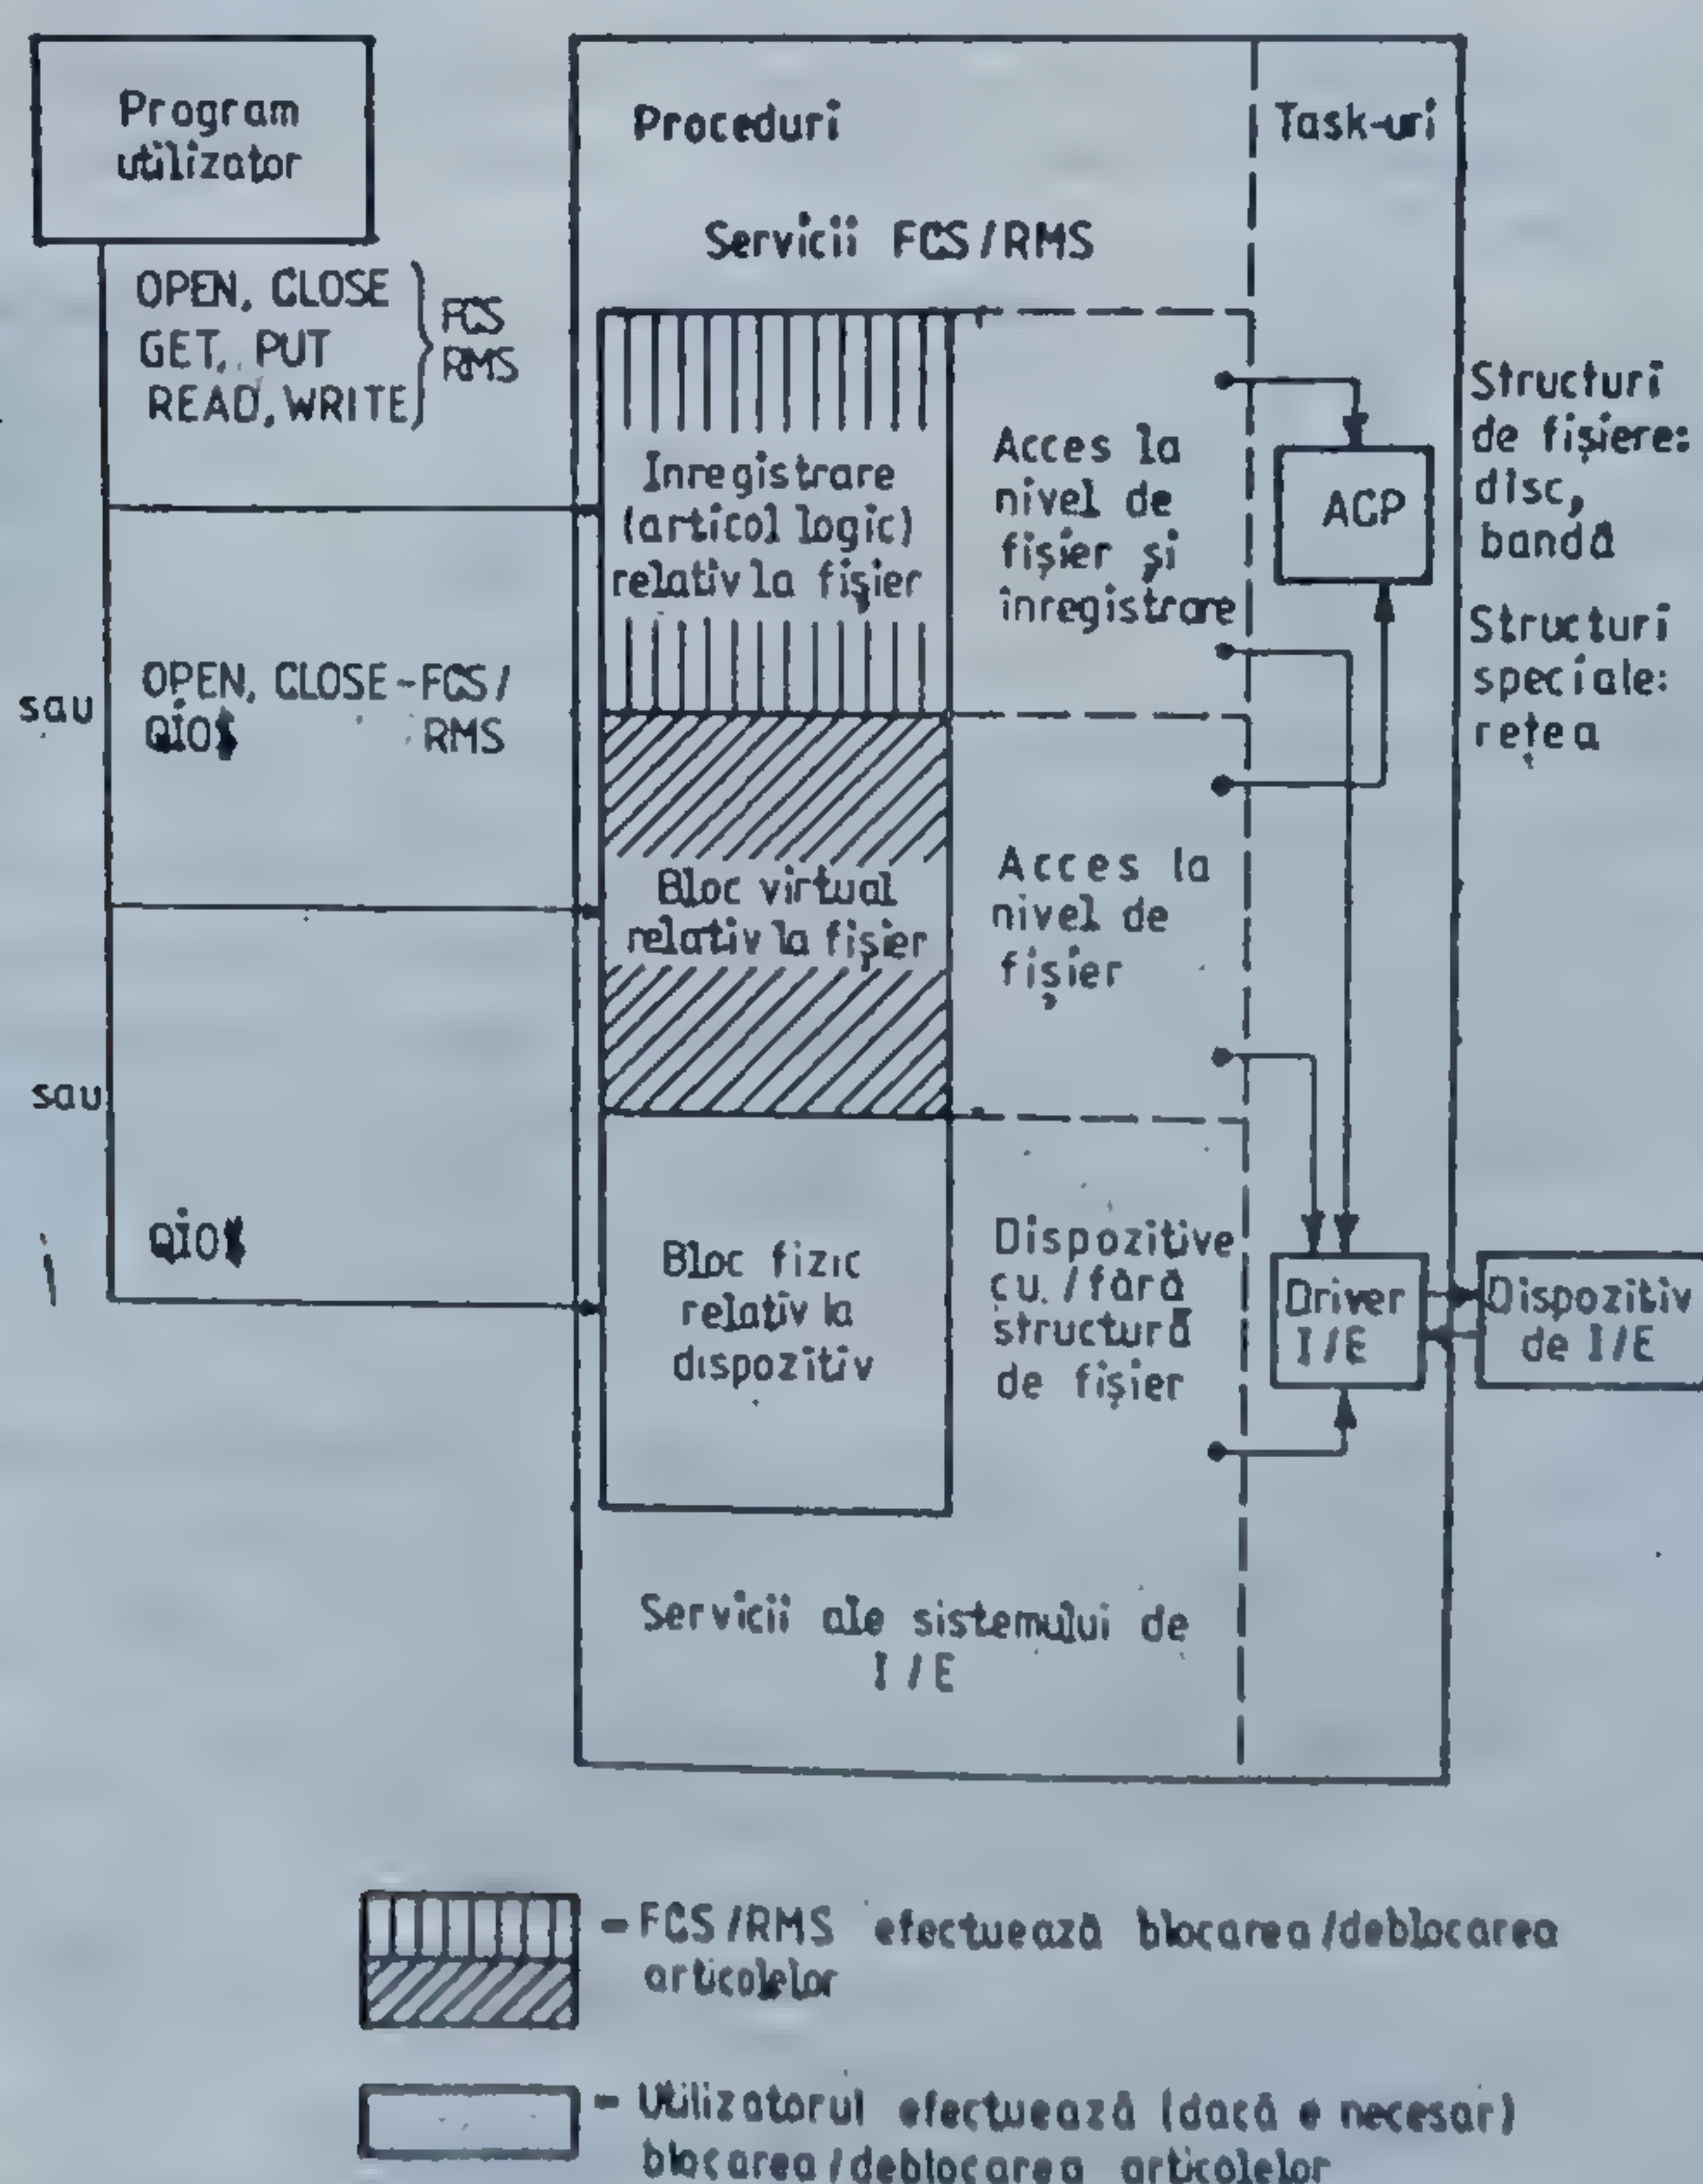 Program
utilizator
OPEN, CLOSE
GET, PUT
READ, WRITE
FCS
RMS
sau
OPEN, CLOSE-FCS/
QIO$ RMS
sau
QIO$
Proceduri
Task-uri
Servicii FCS/RMS
Inregistrare
(articol logic)
relativ la fișier
Acces la
nivel de
fișier și
înregistrare
ACP
Structuri
de fișiere:
disc,
bandă
Structuri
speciale:
rețea
Bloc virtual
relativ la fișier
Acces la
nivel de
fișier
Bloc fizic
relativ la
dispozitiv
Dispozitive
cu./fără
structură
de fișier
Driver
I/E
Dispozitiv
de I/E
Servicii ale sistemului de
I/E
- FCS/RMS efectuează blocarea/deblocarea
articolelor
- Utilizatorul efectuează (dacă e necesar)
blocarea/deblocarea articolelor